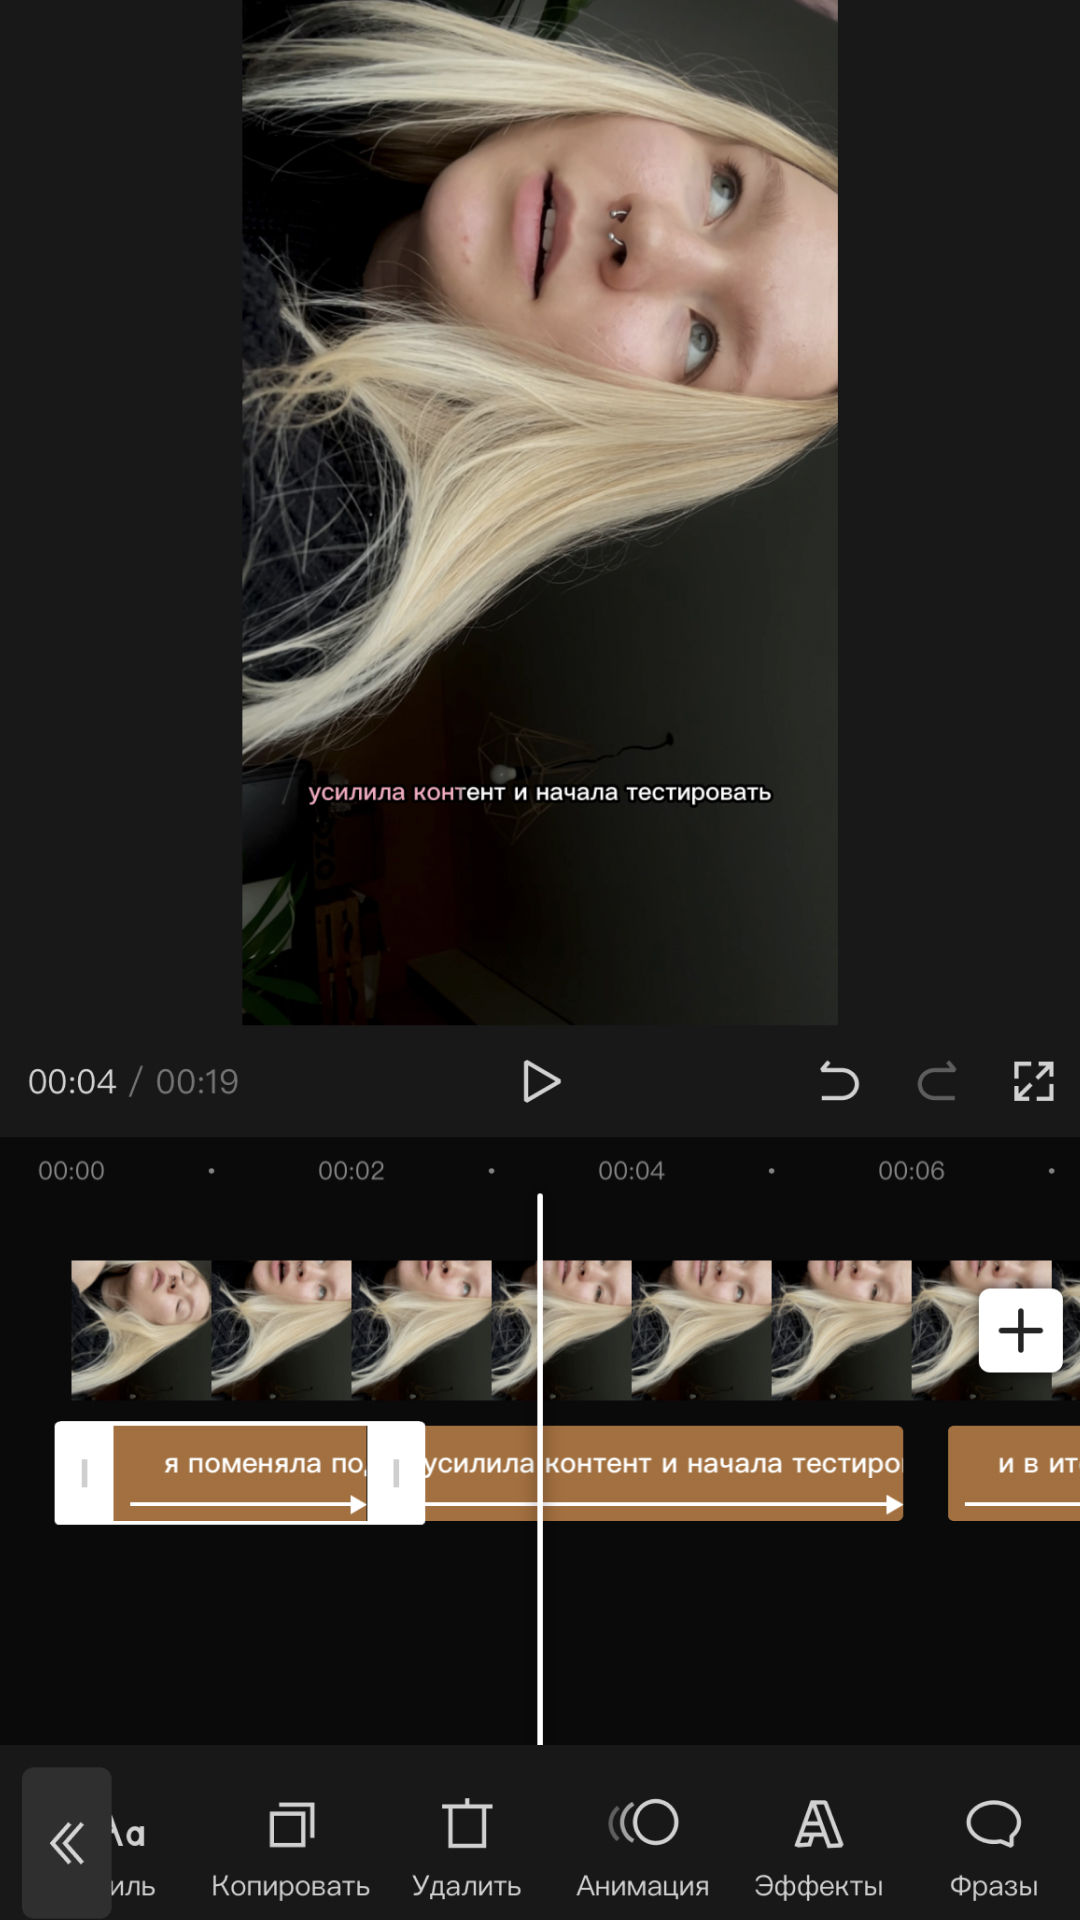 усилила контент и начала тестировать
00:04 / 00:19
00:00 00:02 00:04 00:06
я поменяла по усилила контент и начала тестиро и в ит
Aa
иль Копировать Удалить Анимация Эффекты Фразы